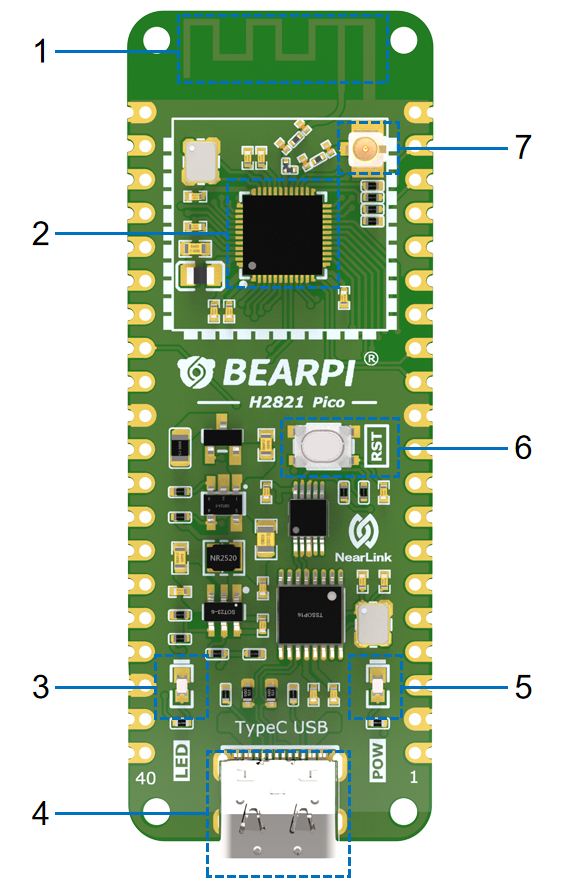 1
7
2
BEARPI ®
H2821 Pico
RST
6
NearLink
NR2520
SOT23-6
TSSOP16
3
5
TypeC USB
LED
POW
40
1
4